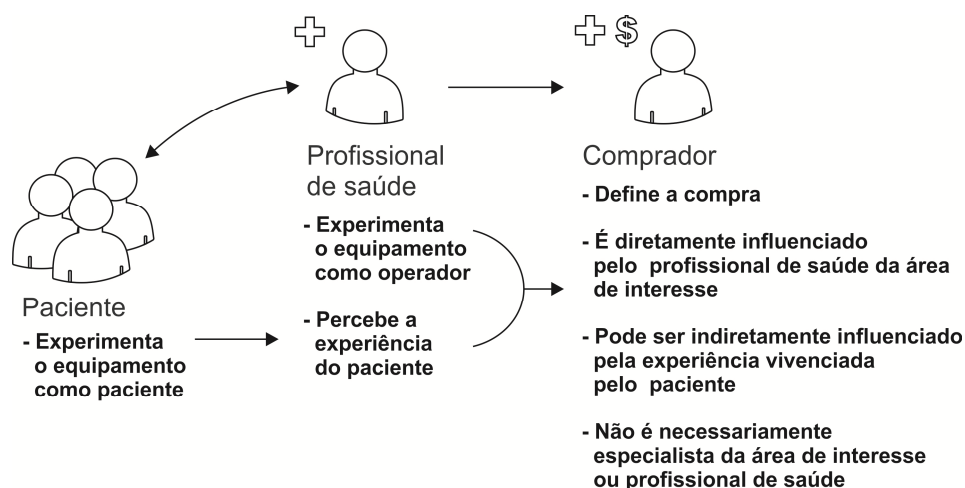 $
Profissional
de saúde
- Experimenta
o equipamento
como operador
- Percebe a
experiência
do paciente
Comprador
- Define a compra
- É diretamente influenciado
pelo profissional de saúde da área
de interesse
- Pode ser indiretamente influenciado
pela experiência vivenciada
pelo paciente
- Não é necessariamente
especialista da área de interesse
ou profissional de saúde
Paciente
- Experimenta
o equipamento
como paciente